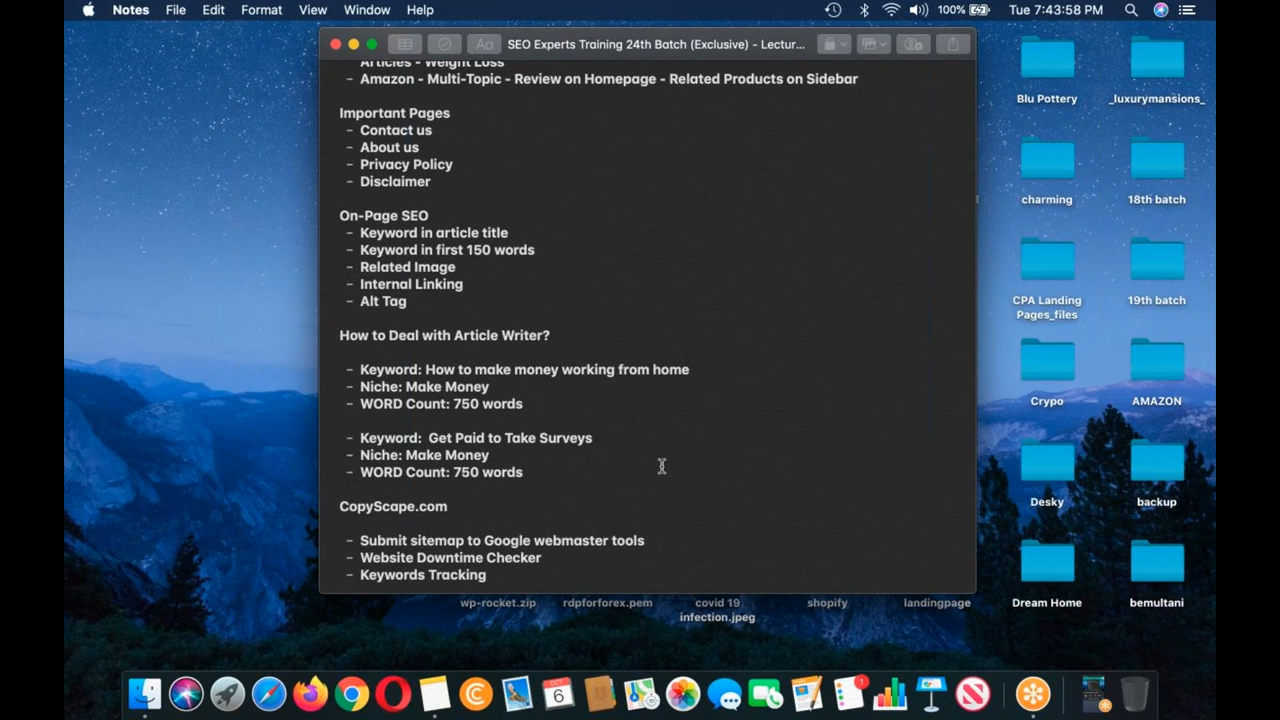 Notes File Edit Format View Window Help 100% Tue 7:43:58 PM
SEO Experts Training 24th Batch (Exclusive) - Lectur...
Articles - Weight Loss
- Amazon - Multi-Topic - Review on Homepage - Related Products on Sidebar
Important Pages
- Contact us
- About us
- Privacy Policy
- Disclaimer
On-Page SEO
- Keyword in article title
- Keyword in first 150 words
- Related Image
- Internal Linking
- Alt Tag
How to Deal with Article Writer?
- Keyword: How to make money working from home
- Niche: Make Money
- WORD Count: 750 words
- Keyword:  Get Paid to Take Surveys
- Niche: Make Money
- WORD Count: 750 words
CopyScape.com
- Submit sitemap to Google webmaster tools
- Website Downtime Checker
- Keywords Tracking
Blu Pottery
_luxurymansions_
charming
18th batch
CPA Landing
Pages_files
19th batch
Crypo
AMAZON
Desky
backup
Dream Home
bemultani
wp-rocket.zip
rdpforforex.pem
covid 19
infection.jpeg
shopify
landingpage
OCT
6
1